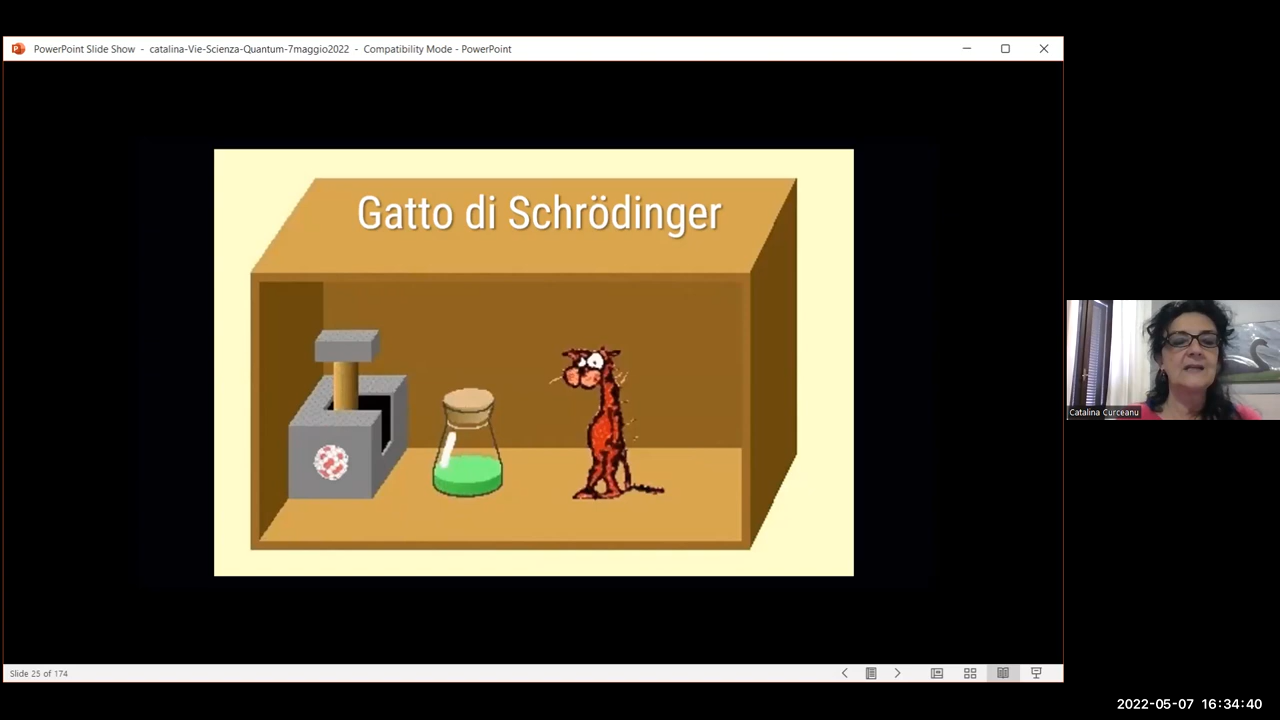 PowerPoint Slide Show - catalina-Vie-Scienza-Quantum-7maggio2022 - Compatibility Mode - PowerPoint
Gatto di Schrödinger
Catalina Curceanu
Slide 25 of 174
2022-05-07 16:34:40